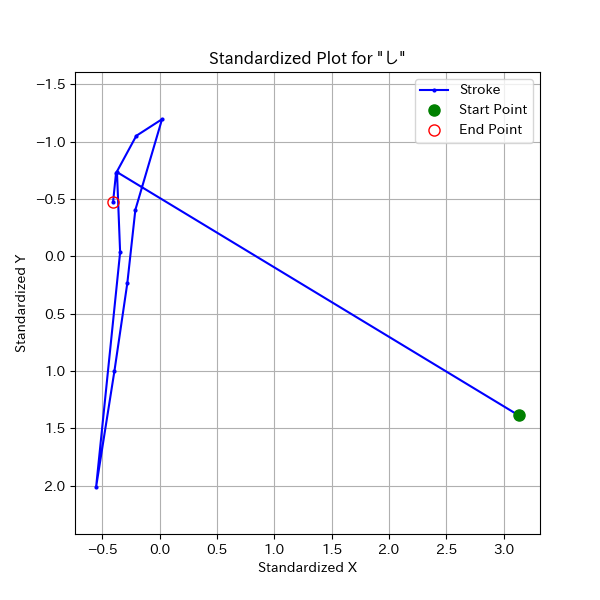 Standardized Plot for "し"
Stroke
Start Point
End Point
−1.5
−1.0
−0.5
0.0
0.5
1.0
1.5
2.0
Standardized Y
−0.5 0.0 0.5 1.0 1.5 2.0 2.5 3.0
Standardized X